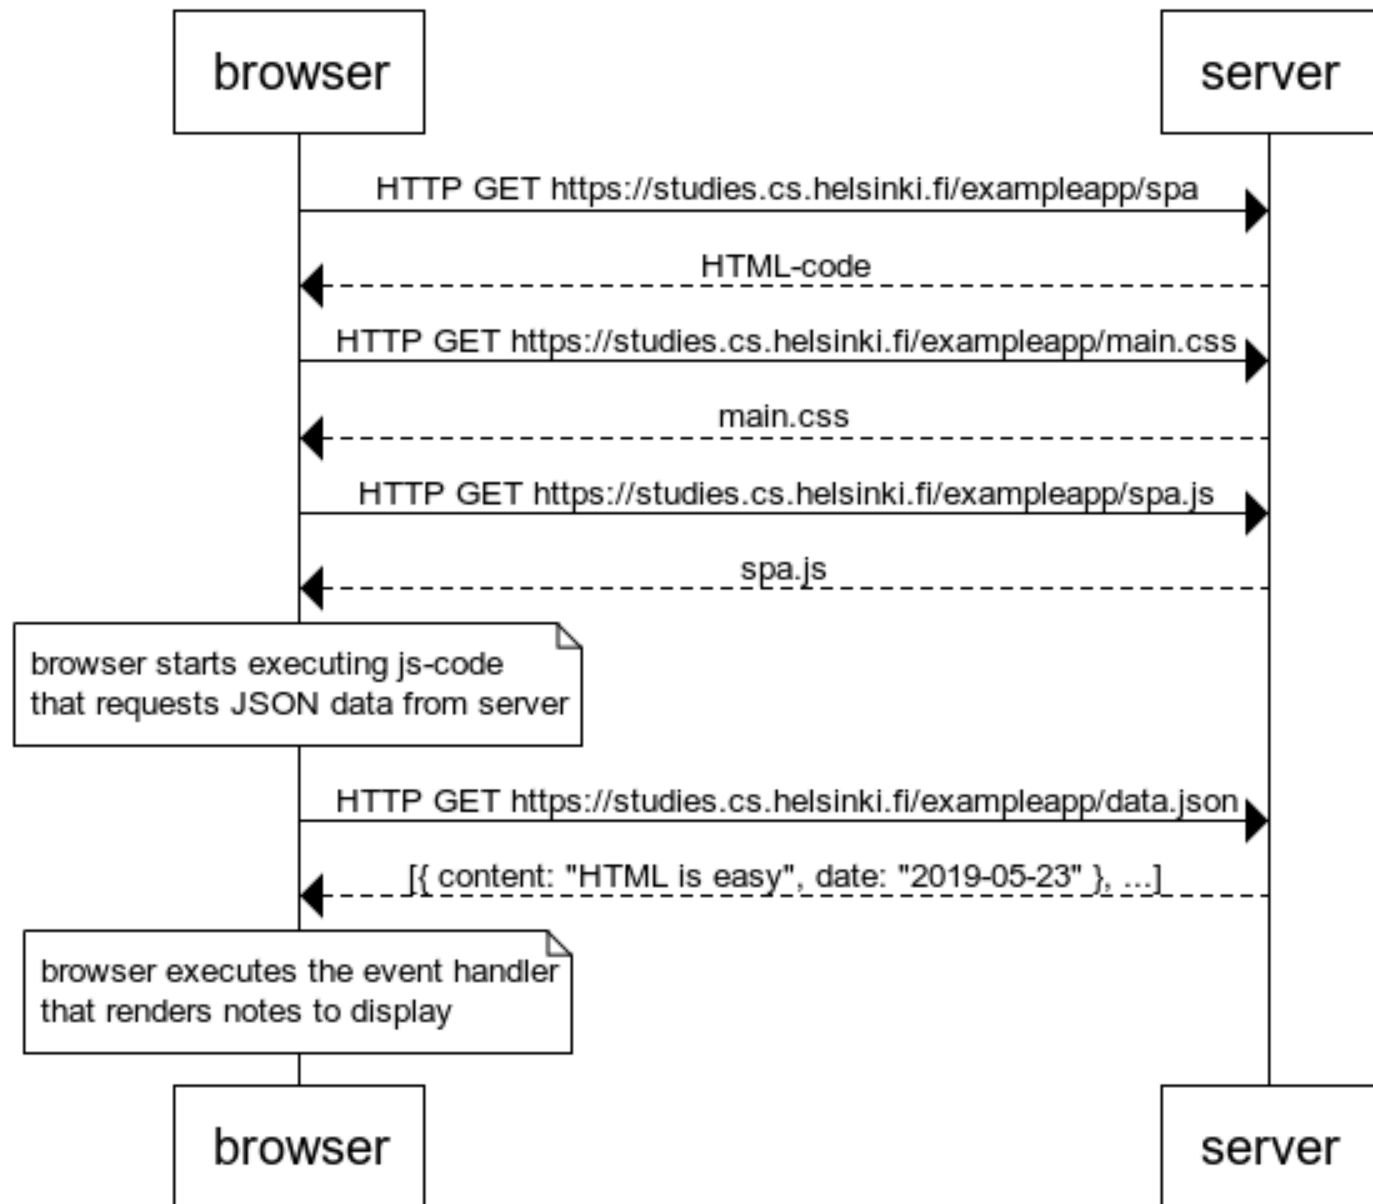 browser
server
HTTP GET https://studies.cs.helsinki.fi/exampleapp/spa
HTML-code
HTTP GET https://studies.cs.helsinki.fi/exampleapp/main.css
main.css
HTTP GET https://studies.cs.helsinki.fi/exampleapp/spa.js
spa.js
browser starts executing js-code
that requests JSON data from server
HTTP GET https://studies.cs.helsinki.fi/exampleapp/data.json
[{ content: "HTML is easy", date: "2019-05-23" }, ...]
browser executes the event handler
that renders notes to display
browser
server